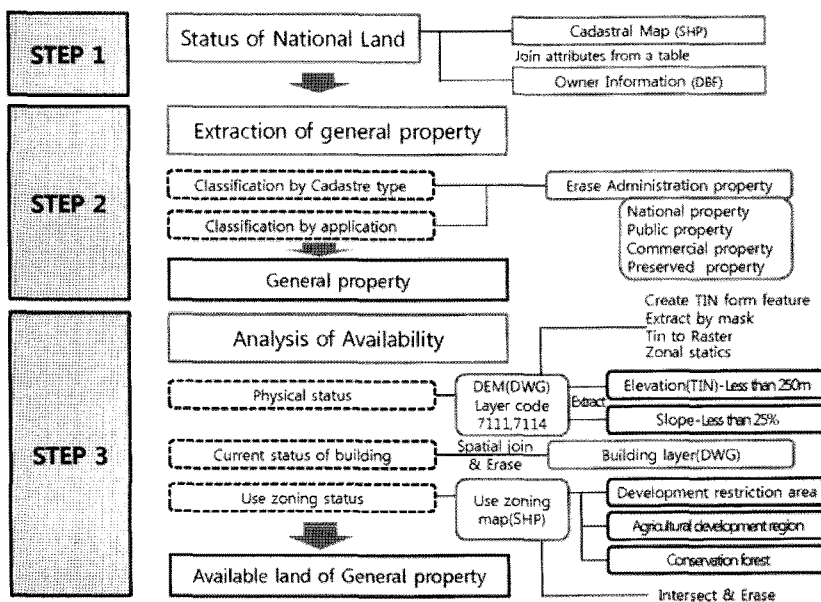 STEP 1
Status of National Land
Cadastral Map (SHP)
Join attributes from a table
Owner Information (DBF)
STEP 2
Extraction of general property
Classification by Cadastre type
Classification by application
Erase Administration property
National property
Public property
Commercial property
Preserved property
General property
STEP 3
Analysis of Availability
Create TIN form feature
Extract by mask
Tin to Raster
Zonal statics
Physical status
DEM(DWG)
Layer code
7111,7114
Extract
Elevation(TIN)-Less than 250m
Slope-Less than 25%
Current status of building
Spatial join
& Erase
Building layer(DWG)
Use zoning status
Use zoning
map(SHP)
Development restriction area
Agricultural development region
Conservation forest
Available land of General property
Intersect & Erase